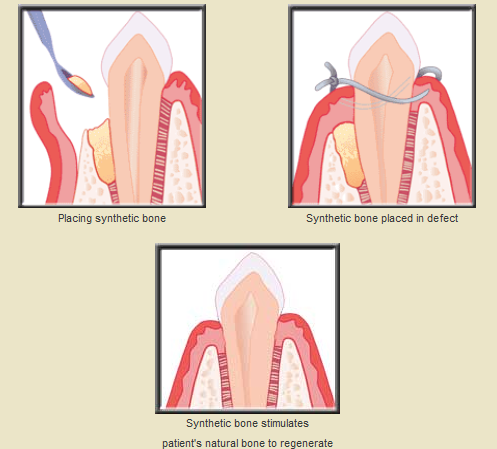 Placing synthetic bone
Synthetic bone placed in defect
Synthetic bone stimulates
patient's natural bone to regenerate